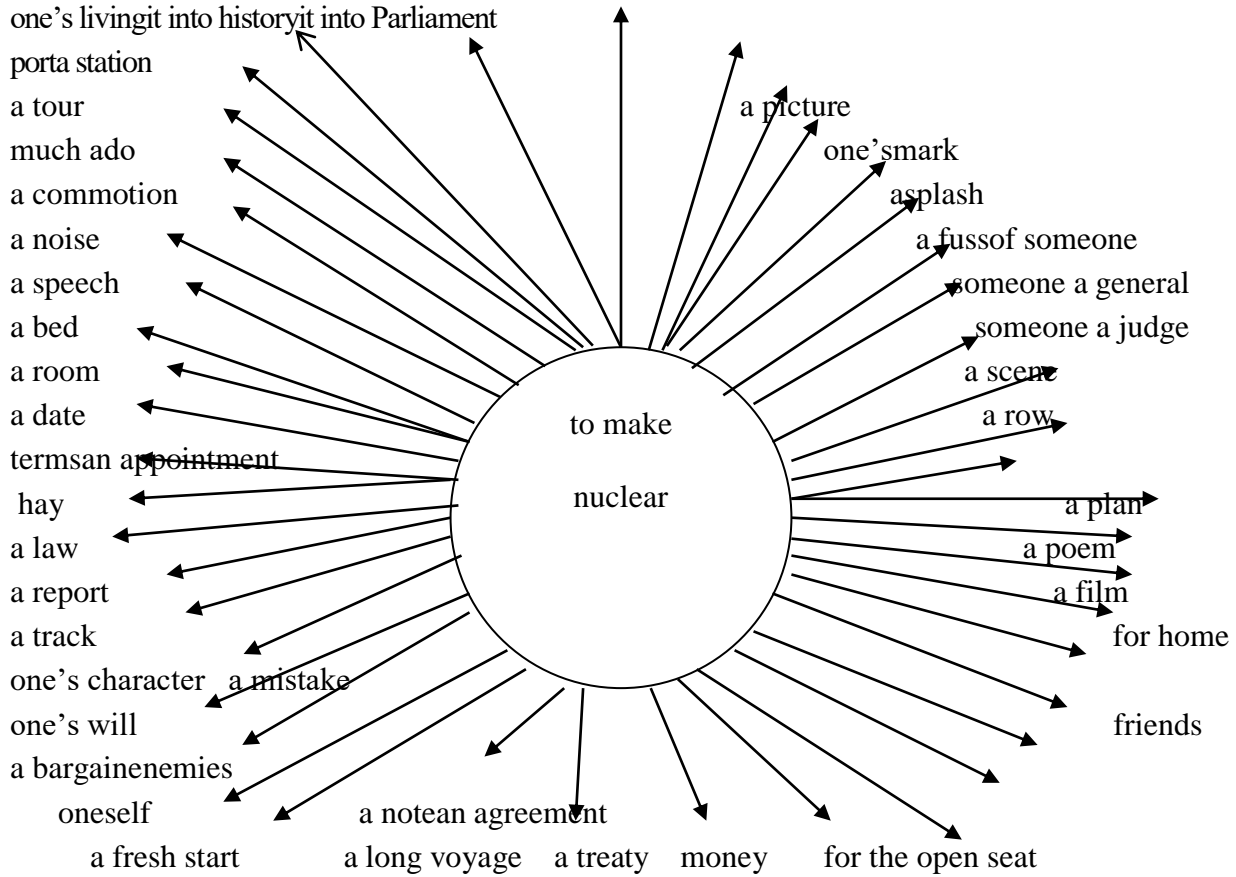 one’s livingit into historyit into Parliament
porta station
a tour
a picture
much ado
one’smark
a commotion
asplash
a noise
a fussof someone
a speech
someone a general
a bed
someone a judge
a room
a scene
a date
a row
to make
termsan appointment
nuclear
hay
a plan
a law
a poem
a report
a film
a track
for home
one’s character a mistake
one’s will
friends
a bargainenemies
oneself
a notean agreement
a fresh start
a long voyage
a treaty
money
for the open seat